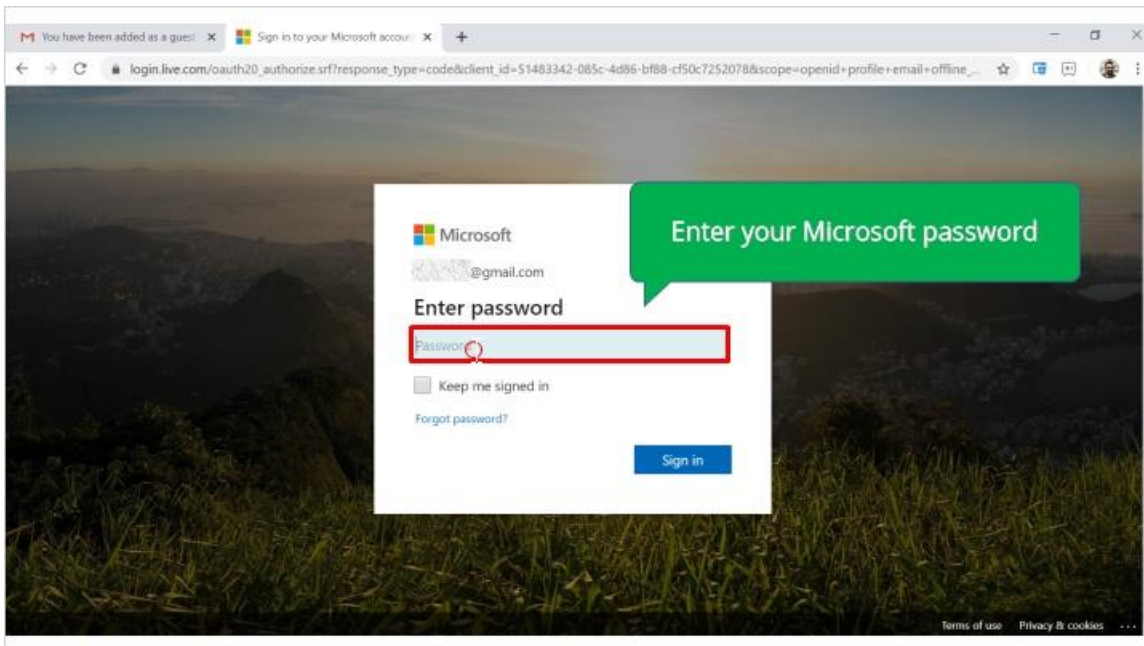 You have been added as a guest
Sign in to your Microsoft accoun
login.live.com/oauth20_authorize.srf?response_type=code&client_id=51483342-085c-4d86-bf88-cf50c7252078&scope=openid+profile+email+offline_...
Microsoft
Enter your Microsoft password
@gmail.com
Enter password
Password
Keep me signed in
Forgot password?
Sign in
Terms of use Privacy & cookies ...